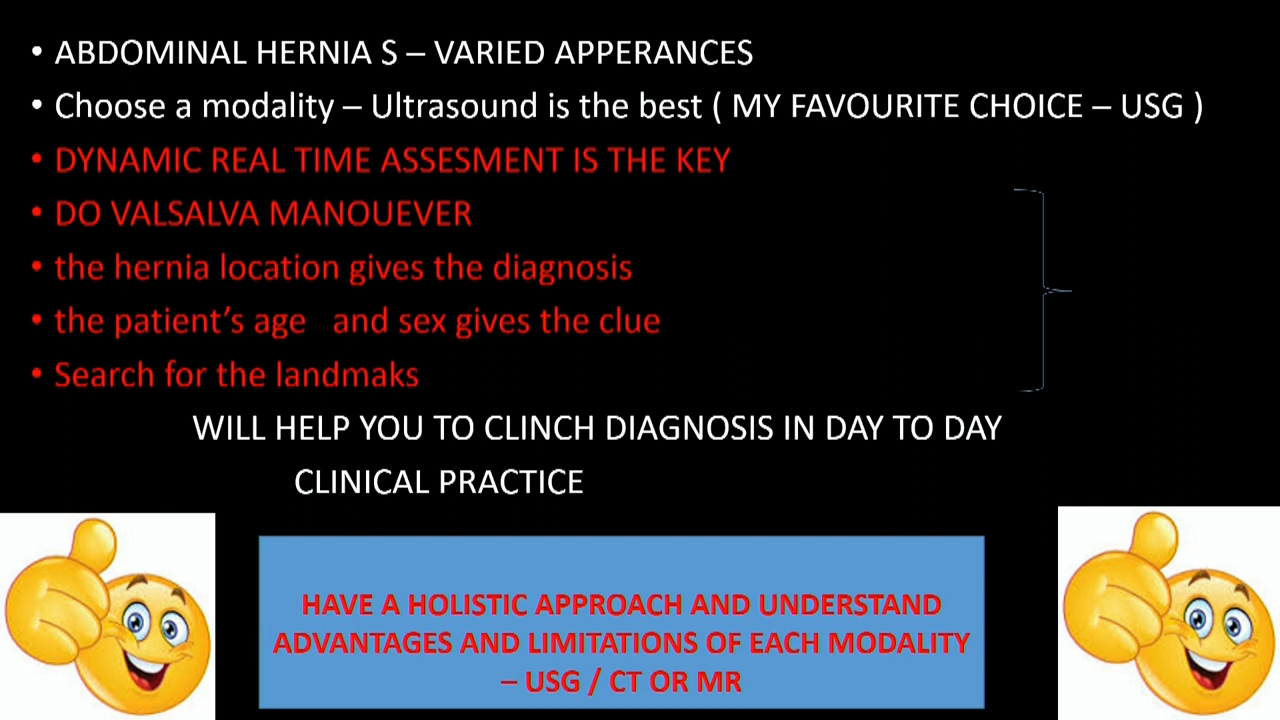 • ABDOMINAL HERNIA S – VARIED APPERANCES
• Choose a modality – Ultrasound is the best ( MY FAVOURITE CHOICE – USG )
• DYNAMIC REAL TIME ASSESMENT IS THE KEY
• DO VALSALVA MANOUEVER
• the hernia location gives the diagnosis
• the patient’s age   and sex gives the clue
• Search for the landmaks
WILL HELP YOU TO CLINCH DIAGNOSIS IN DAY TO DAY
CLINICAL PRACTICE
HAVE A HOLISTIC APPROACH AND UNDERSTAND
ADVANTAGES AND LIMITATIONS OF EACH MODALITY
– USG / CT OR MR